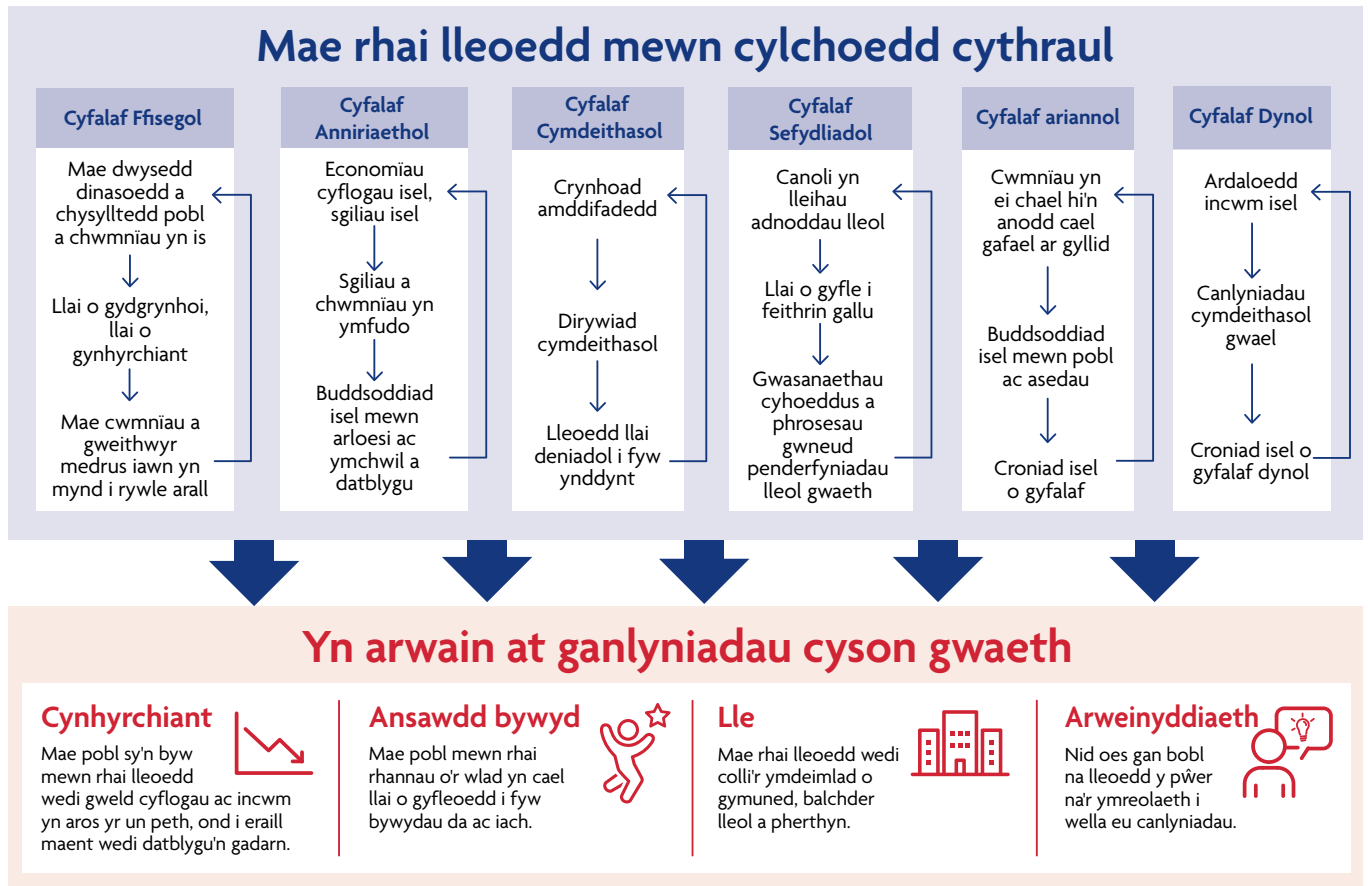 Mae rhai lleoedd mewn cylchoedd cythraul
Cyfalaf Ffisegol
Mae dwysedd
dinasoedd a
chysylltedd pobl
a chwmnïau yn is
Llai o gydgrynhoi,
llai o
gynhyrchiant
Mae cwmnïau a
gweithwyr
medrus iawn yn
mynd i rywle arall
Cyfalaf
Anniriaethol
Economïau
cyflogau isel,
sgiliau isel
Sgiliau a
chwmnïau yn
ymfudo
Buddsoddiad
isel mewn
arloesi ac
ymchwil a
datblygu
Cyfalaf
Cymdeithasol
Crynhoad
amddifadedd
Dirywiad
cymdeithasol
Lleoedd llai
deniadol i fyw
ynddynt
Cyfalaf
Sefydliadol
Canoli yn
lleihau
adnoddau lleol
Llai o gyfle i
feithrin gallu
Gwasanaethau
cyhoeddus a
phrosesau
gwneud
penderfyniadau
lleol gwaeth
Cyfalaf ariannol
Cwmnïau yn
ei chael hi'n
anodd cael
gafael ar gyllid
Buddsoddiad
isel mewn pobl
ac asedau
Croniad isel
o gyfalaf
Cyfalaf Dynol
Ardaloedd
incwm isel
Canlyniadau
cymdeithasol
gwael
Croniad isel o
gyfalaf dynol
Yn arwain at ganlyniadau cyson gwaeth
Cynhyrchiant
Mae pobl sy'n byw
mewn rhai lleoedd
wedi gweld cyflogau ac incwm
yn aros yr un peth, ond i eraill
maent wedi datblygu'n gadarn.
Ansawdd bywyd
Mae pobl mewn rhai
rhannau o'r wlad yn cael
llai o gyfleoedd i fyw
bywydau da ac iach.
Lle
Mae rhai lleoedd wedi
colli'r ymdeimlad o
gymuned, balchder
lleol a pherthyn.
Arweinyddiaeth
Nid oes gan bobl
na lleoedd y pŵer
na'r ymreolaeth i
wella eu canlyniadau.